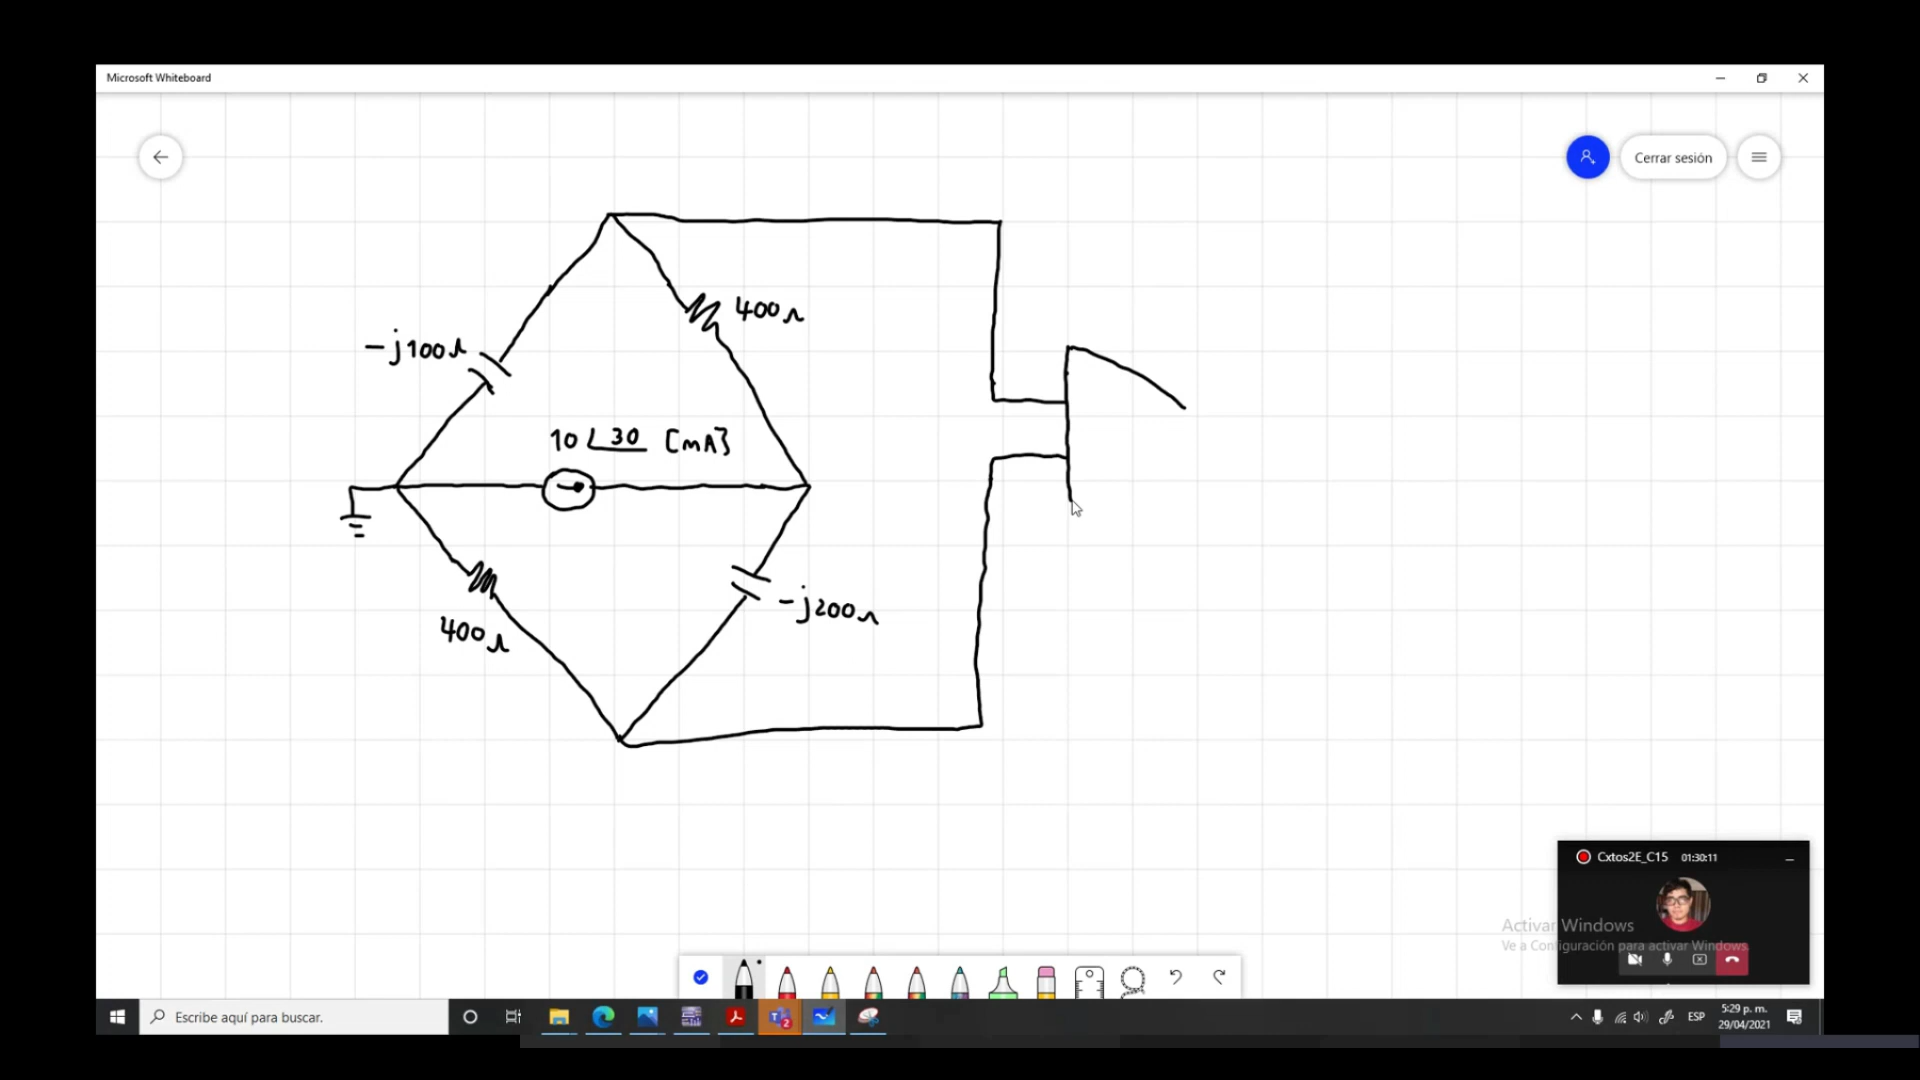 Microsoft Whiteboard
Cerrar sesión
400Ω
-j100Ω
10∠30 [mA]
-j200Ω
400Ω
Cxtos2E_C15 01:30:11
Activar Windows
Ve a Configuración para activar Windows.
Escribe aquí para buscar.
2
ESP
5:29 p. m.
29/04/2021